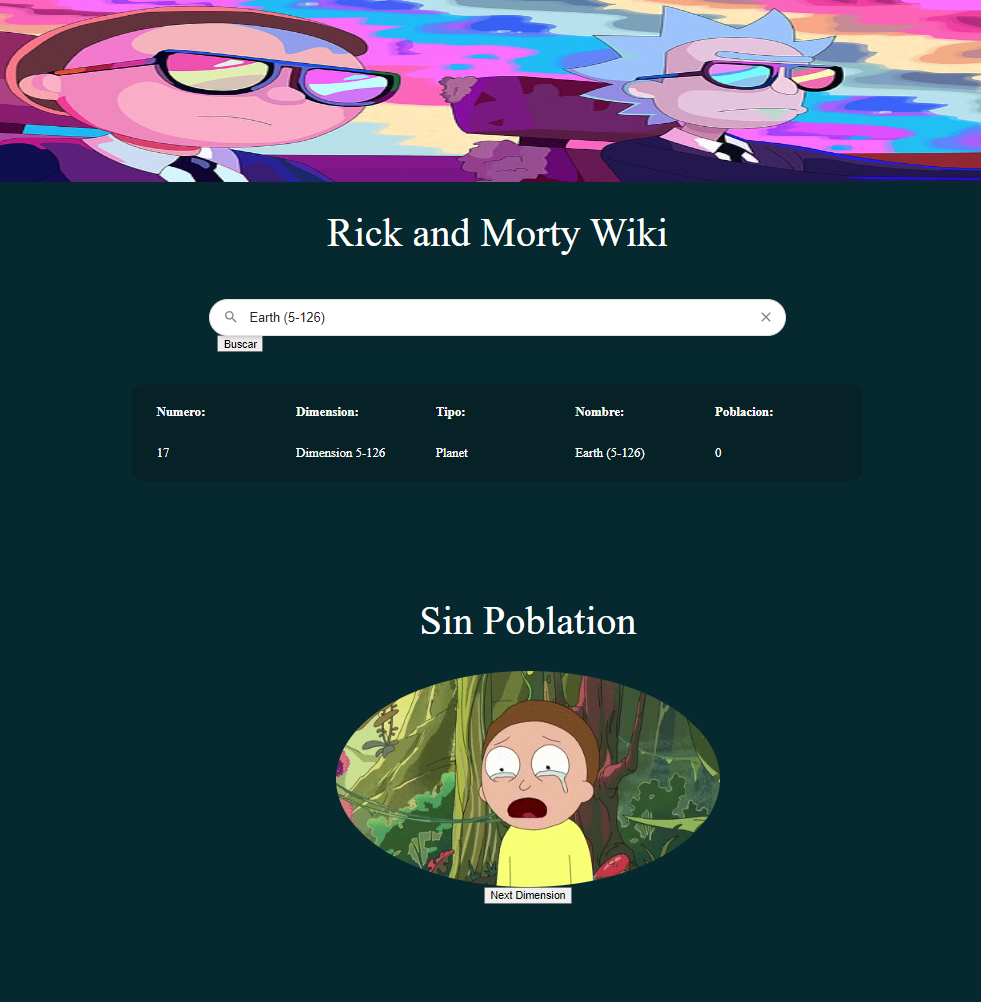 Rick and Morty Wiki
Earth (5-126)
Buscar
Numero: Dimension: Tipo: Nombre: Poblacion:
17 Dimension 5-126 Planet Earth (5-126) 0
Sin Poblation
Next Dimension